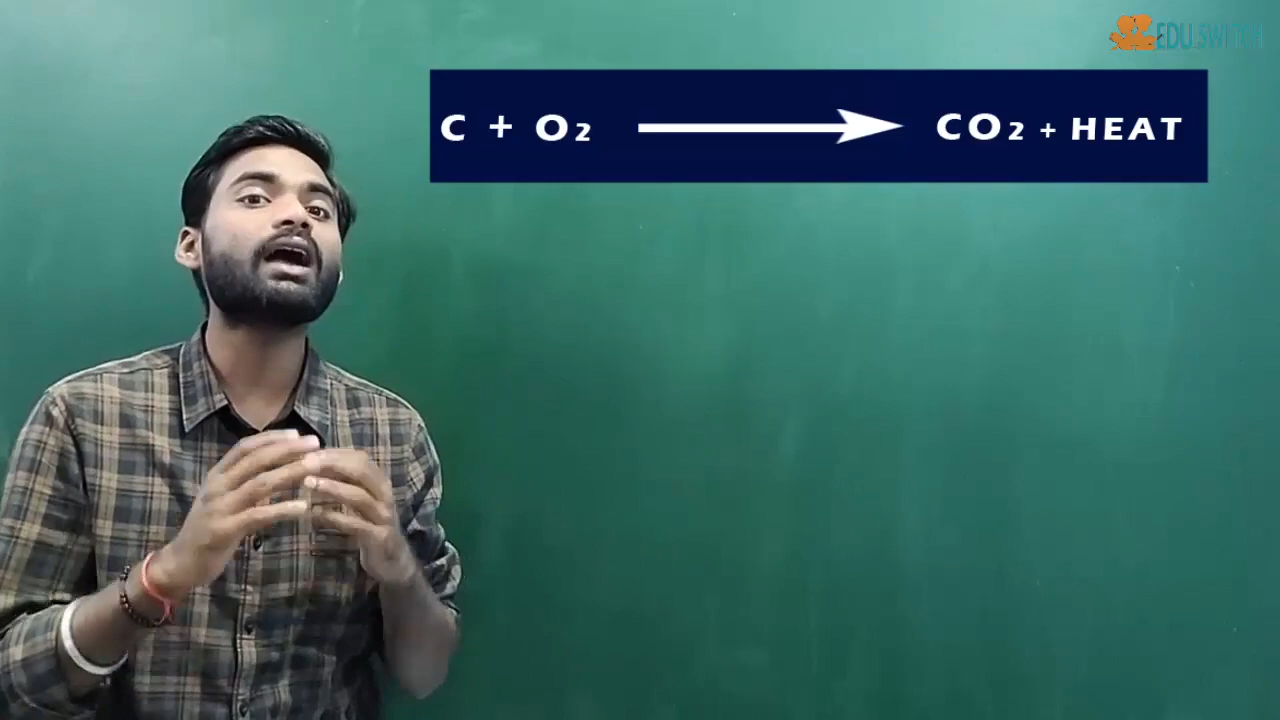 EDU SWITCH
C + O2 → CO2 + HEAT